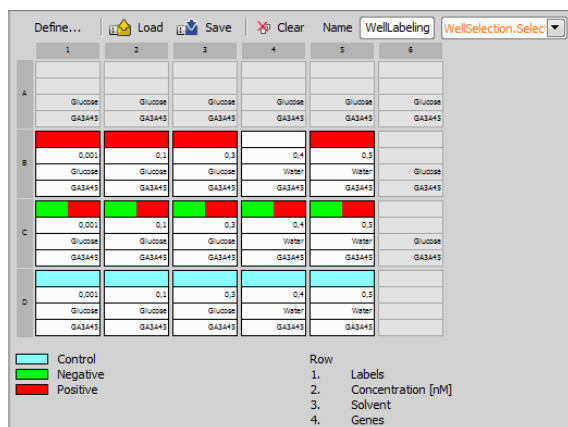 Define... Load Save Clear Name WellLabeling WellSelection.Selec
1 2 3 4 5 6
A
Glucose Glucose Glucose Glucose Glucose Glucose
GA3A45 GA3A45 GA3A45 GA3A45 GA3A45 GA3A45
B
0,001 0,1 0,3 0,4 0,5
Glucose Glucose Glucose Water Water Glucose
GA3A45 GA3A45 GA3A45 GA3A45 GA3A45 GA3A45
C
0,001 0,1 0,3 0,4 0,5
Glucose Glucose Glucose Water Water Glucose
GA3A45 GA3A45 GA3A45 GA3A45 GA3A45 GA3A45
D
0,001 0,1 0,3 0,4 0,5
Glucose Glucose Glucose Water Water
GA3A45 GA3A45 GA3A45 GA3A45 GA3A45
Control
Negative
Positive
Row
1. Labels
2. Concentration [nM]
3. Solvent
4. Genes